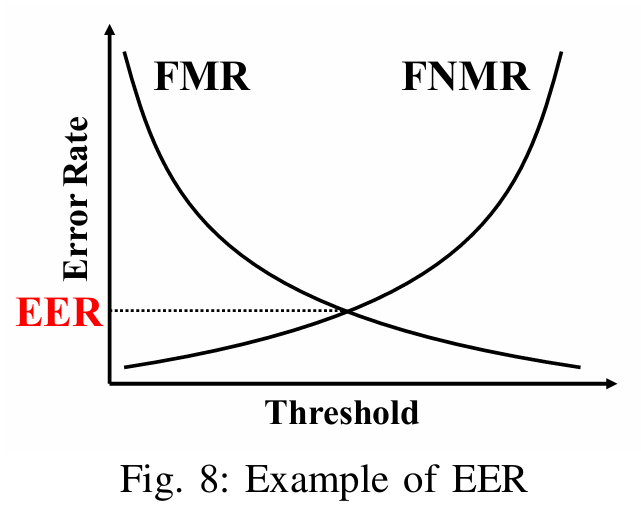 FMR
FNMR
Error Rate
EER
Threshold
Fig. 8: Example of EER